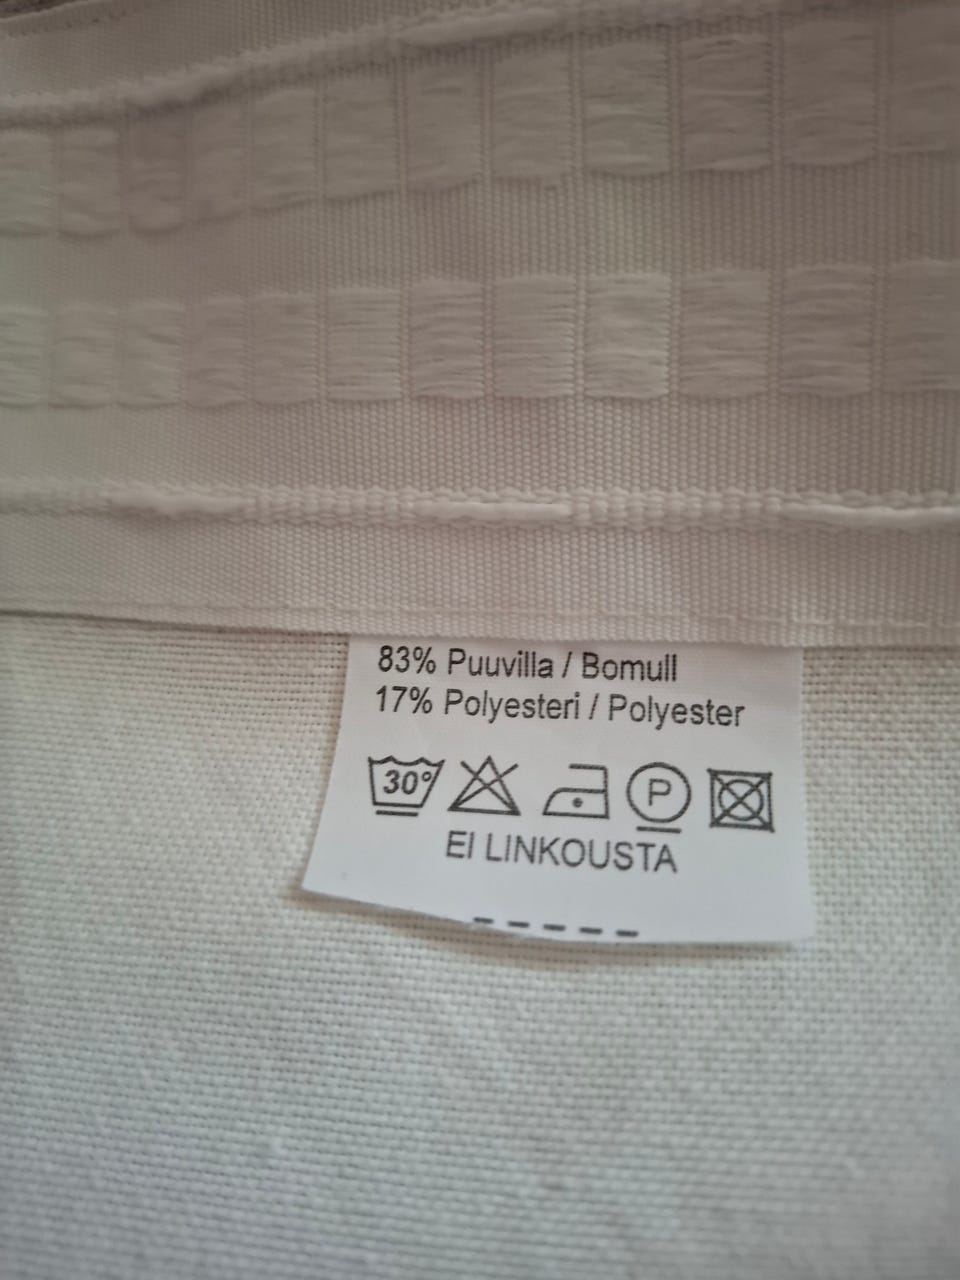 83% Puuvilla / Bomull
17% Polyesteri / Polyester
30° P
EI LINKOUSTA